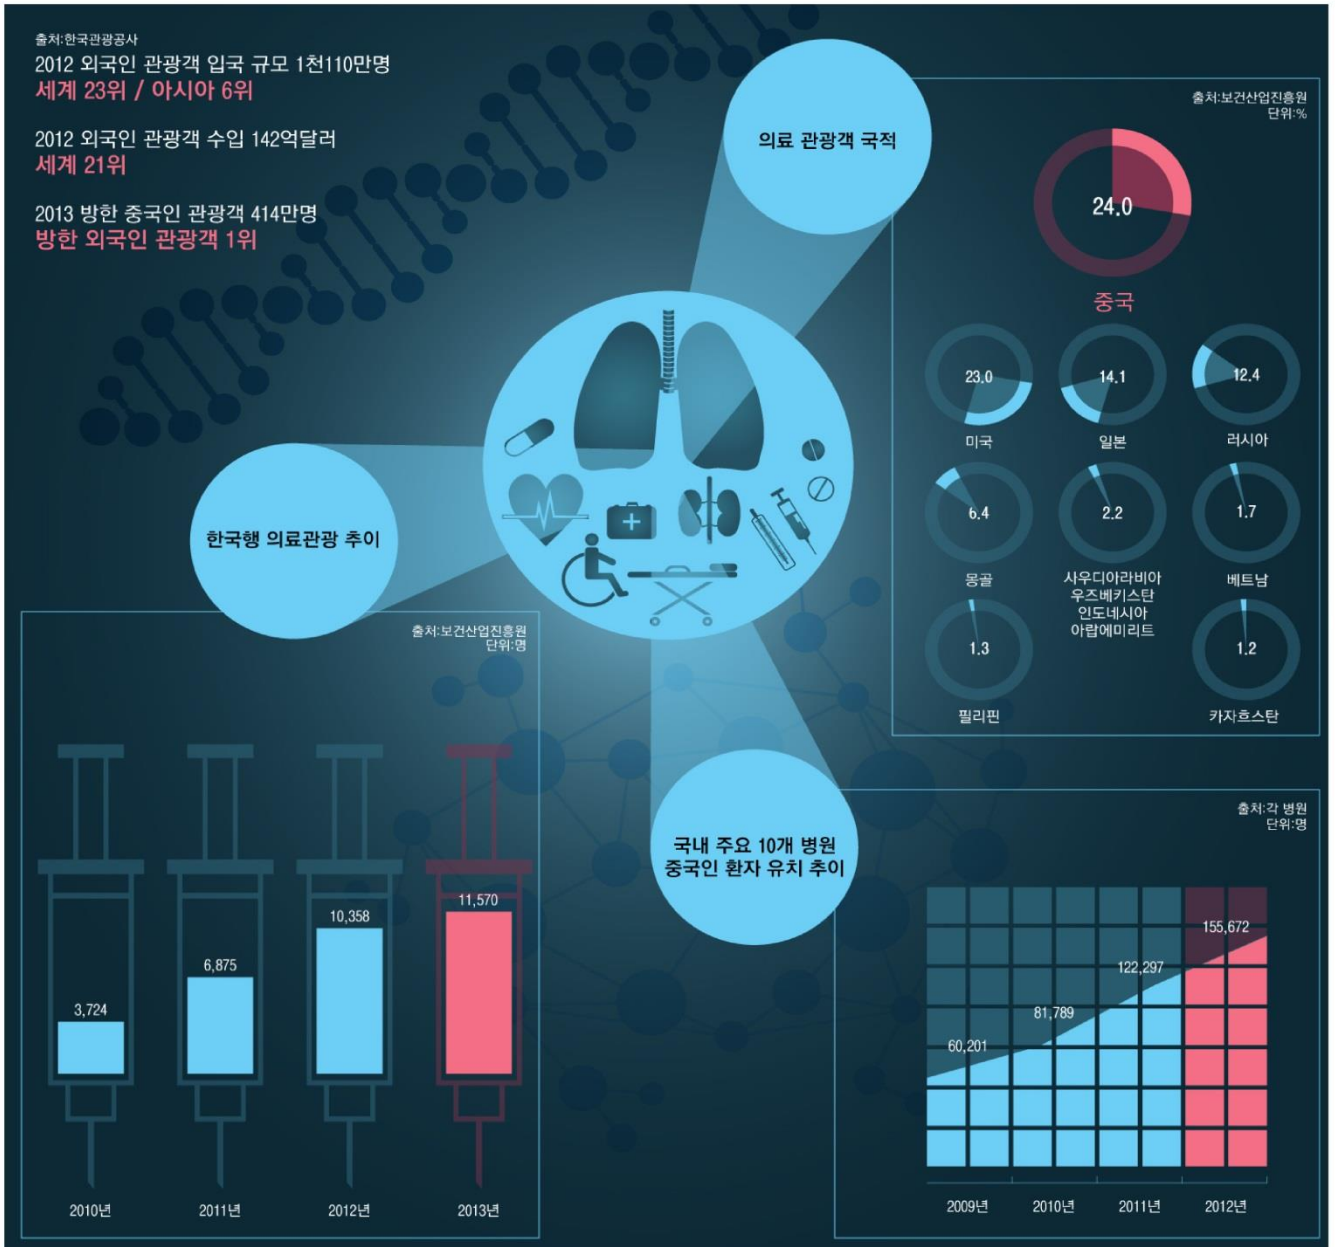 출처:한국관광공사
2012 외국인 관광객 입국 규모 1천110만명
세계 23위 / 아시아 6위
2012 외국인 관광객 수입 142억달러
세계 21위
2013 방한 중국인 관광객 414만명
방한 외국인 관광객 1위
의료 관광객 국적
출처:보건산업진흥원
단위:%
24.0
중국
23.0
14.1
12.4
미국
일본
러시아
6.4
2.2
1.7
몽골
사우디아라비아
우즈베키스탄
인도네시아
아랍에미리트
베트남
1.3
1.2
필리핀
카자흐스탄
한국행 의료관광 추이
출처:보건산업진흥원
단위:명
3,724
6,875
10,358
11,570
2010년
2011년
2012년
2013년
국내 주요 10개 병원
중국인 환자 유치 추이
출처:각 병원
단위:명
60,201
81,789
122,297
155,672
2009년
2010년
2011년
2012년